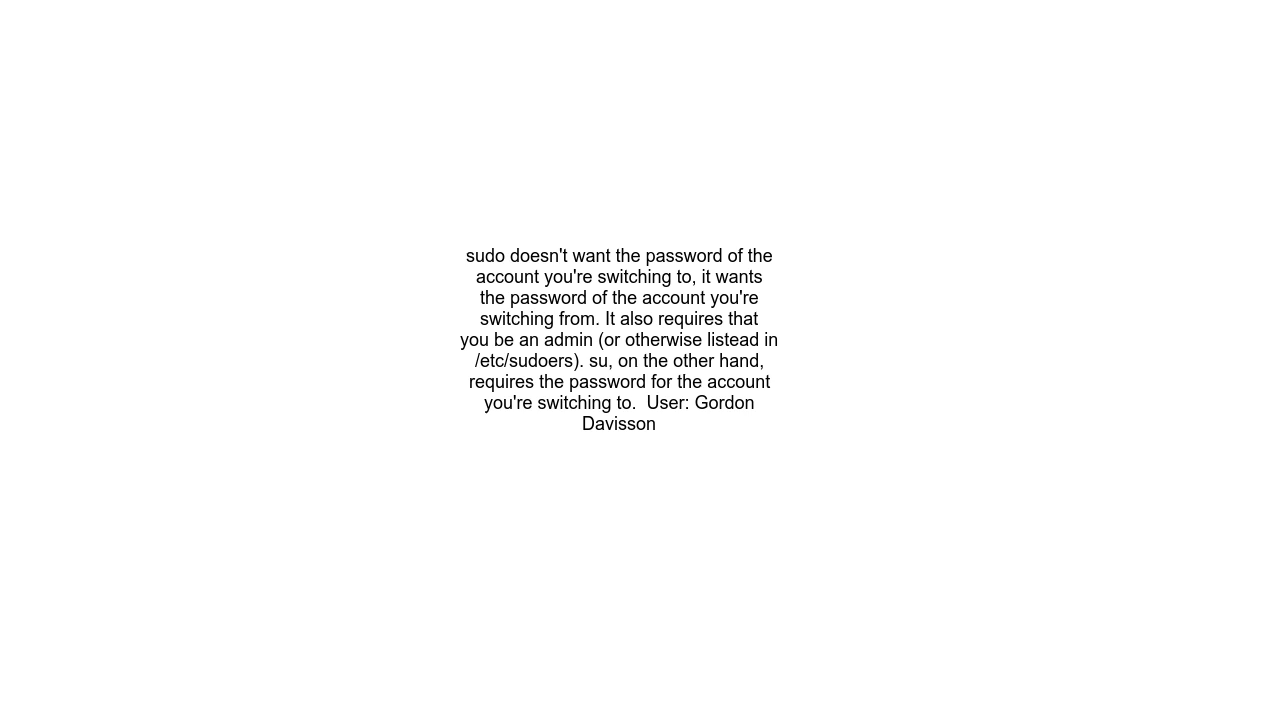 sudo doesn't want the password of the
account you're switching to, it wants
the password of the account you're
switching from. It also requires that
you be an admin (or otherwise listead in
/etc/sudoers). su, on the other hand,
requires the password for the account
you're switching to.  User: Gordon
Davisson